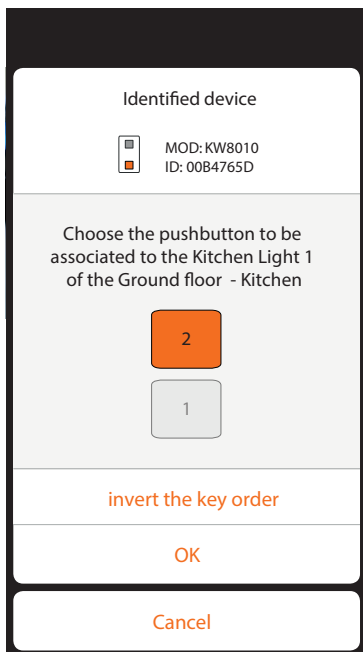 Identified device
MOD: KW8010
ID: 00B4765D
Choose the pushbutton to be
associated to the Kitchen Light 1
of the Ground floor - Kitchen
2
1
invert the key order
OK
Cancel